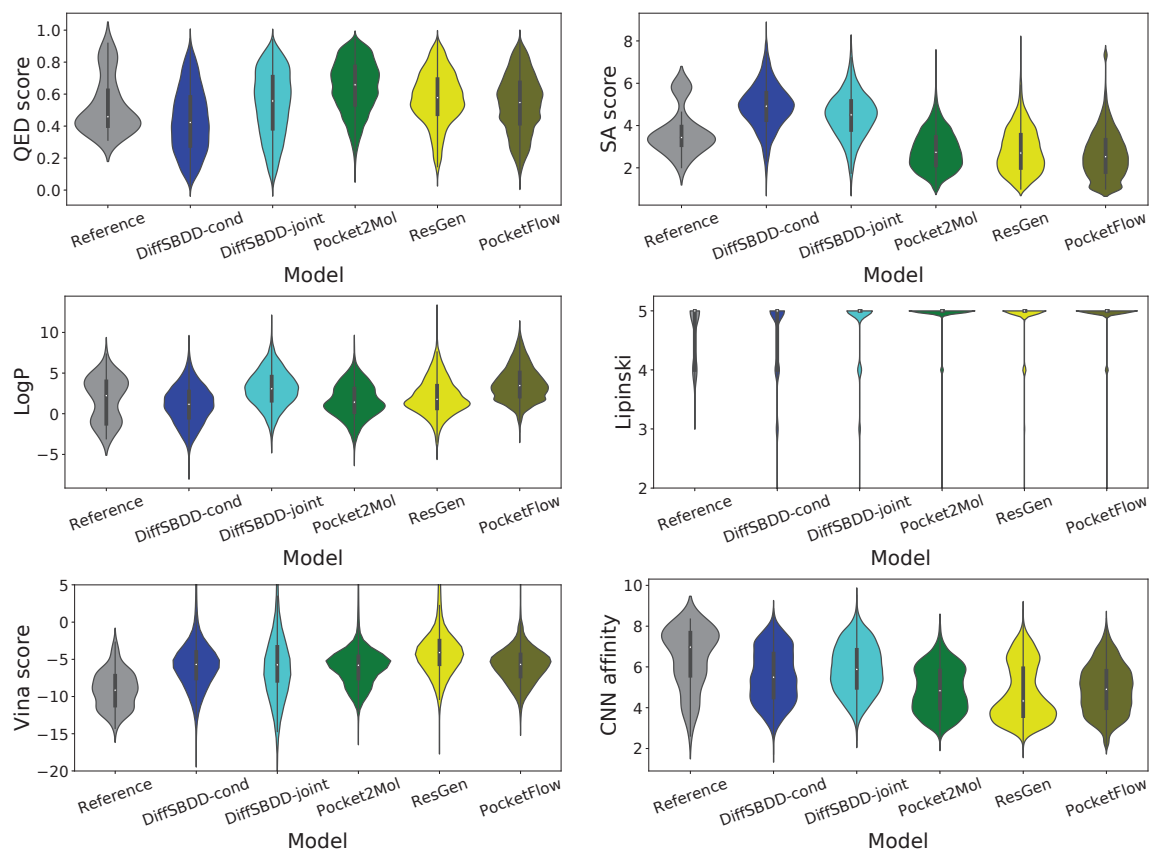 QED score
1.0
0.8
0.6
0.4
0.2
0.0
Reference
DiffSBDD-cond
DiffSBDD-joint
Pocket2Mol
ResGen
PocketFlow
Model
SA score
8
6
4
2
Reference
DiffSBDD-cond
DiffSBDD-joint
Pocket2Mol
ResGen
PocketFlow
Model
LogP
10
5
0
−5
Reference
DiffSBDD-cond
DiffSBDD-joint
Pocket2Mol
ResGen
PocketFlow
Model
Lipinski
5
4
3
2
Reference
DiffSBDD-cond
DiffSBDD-joint
Pocket2Mol
ResGen
PocketFlow
Model
Vina score
5
0
−5
−10
−15
−20
Reference
DiffSBDD-cond
DiffSBDD-joint
Pocket2Mol
ResGen
PocketFlow
Model
CNN affinity
10
8
6
4
2
Reference
DiffSBDD-cond
DiffSBDD-joint
Pocket2Mol
ResGen
PocketFlow
Model